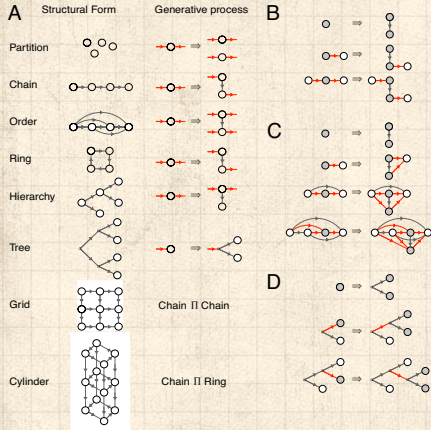 A
Structural Form
Generative process
Partition
Chain
Order
Ring
Hierarchy
Tree
Grid
Chain Π Chain
Cylinder
Chain Π Ring
B
C
D